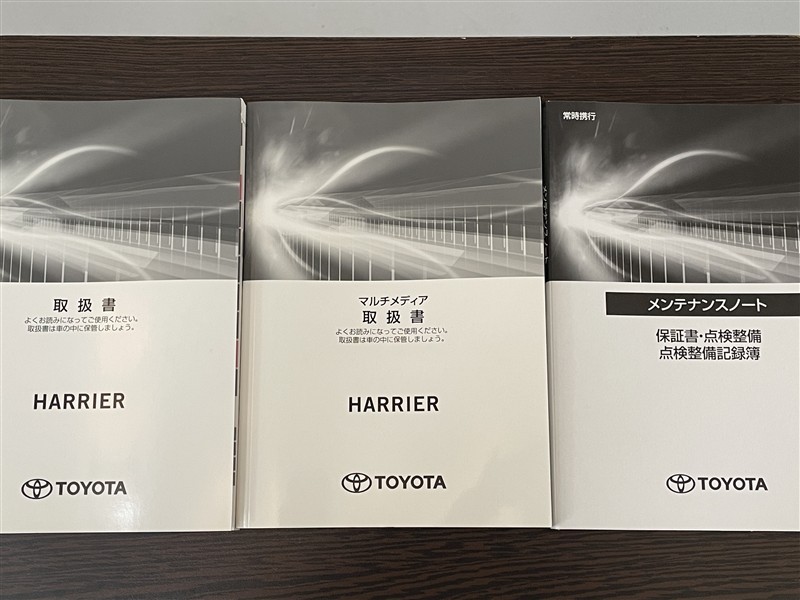 取扱書
よくお読みになってご使用ください。
取扱書は車の中に保管しましょう。
HARRIER
TOYOTA
マルチメディア
取扱書
よくお読みになってご使用ください。
取扱書は車の中に保管しましょう。
HARRIER
TOYOTA
常時携行
メンテナンスノート
保証書・点検整備
点検整備記録簿
TOYOTA